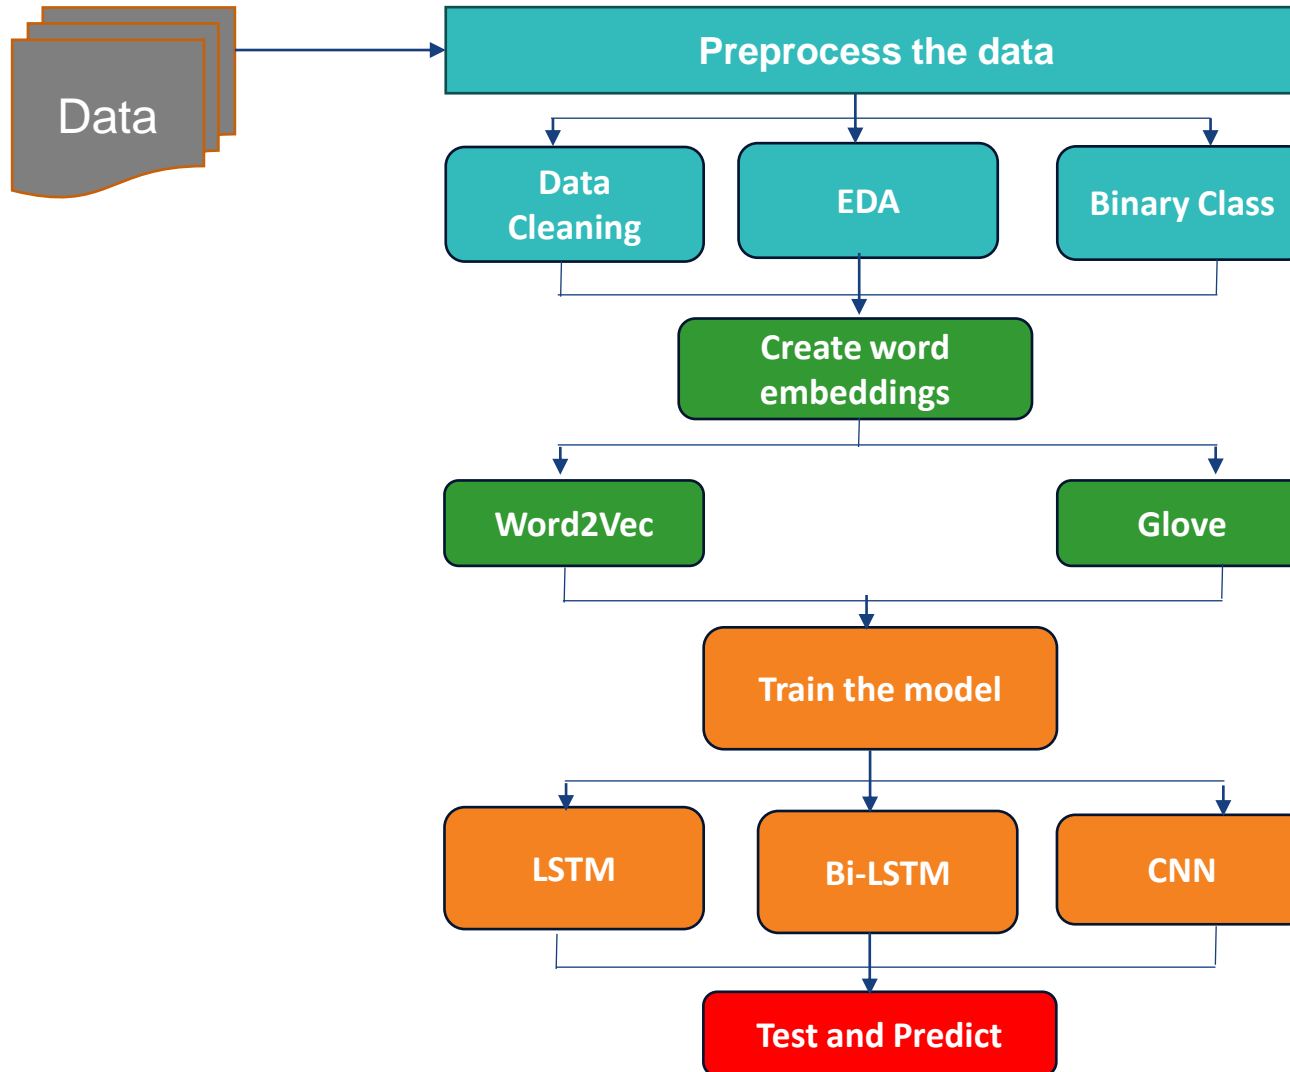 Data
Preprocess the data
Data
Cleaning
EDA
Binary Class
Create word
embeddings
Word2Vec
Glove
Train the model
LSTM
Bi-LSTM
CNN
Test and Predict